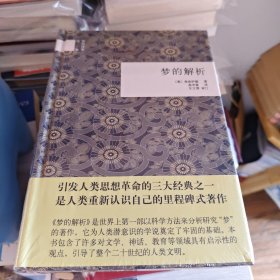 梦的解析
[奥] 弗洛伊德 著
引发人类思想革命的三大经典之一
是人类重新认识自己的里程碑式著作
《梦的解析》是世界上第一部以科学方法来分析研究“梦”
的著作。它为人类潜意识的学说奠定了牢固的基础。本
书包含了许多对文学、神话、教育等领域具有启示性的
观点，引导了整个二十世纪的人类文明。